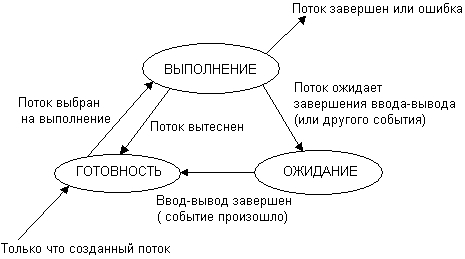 Поток завершен или ошибка
ВЫПОЛНЕНИЕ
Поток выбран
на выполнение
Поток ожидает
завершения ввода-вывода
(или другого события)
Поток вытеснен
ГОТОВНОСТЬ
ОЖИДАНИЕ
Ввод-вывод завершен
( событие произошло)
Только что созданный поток